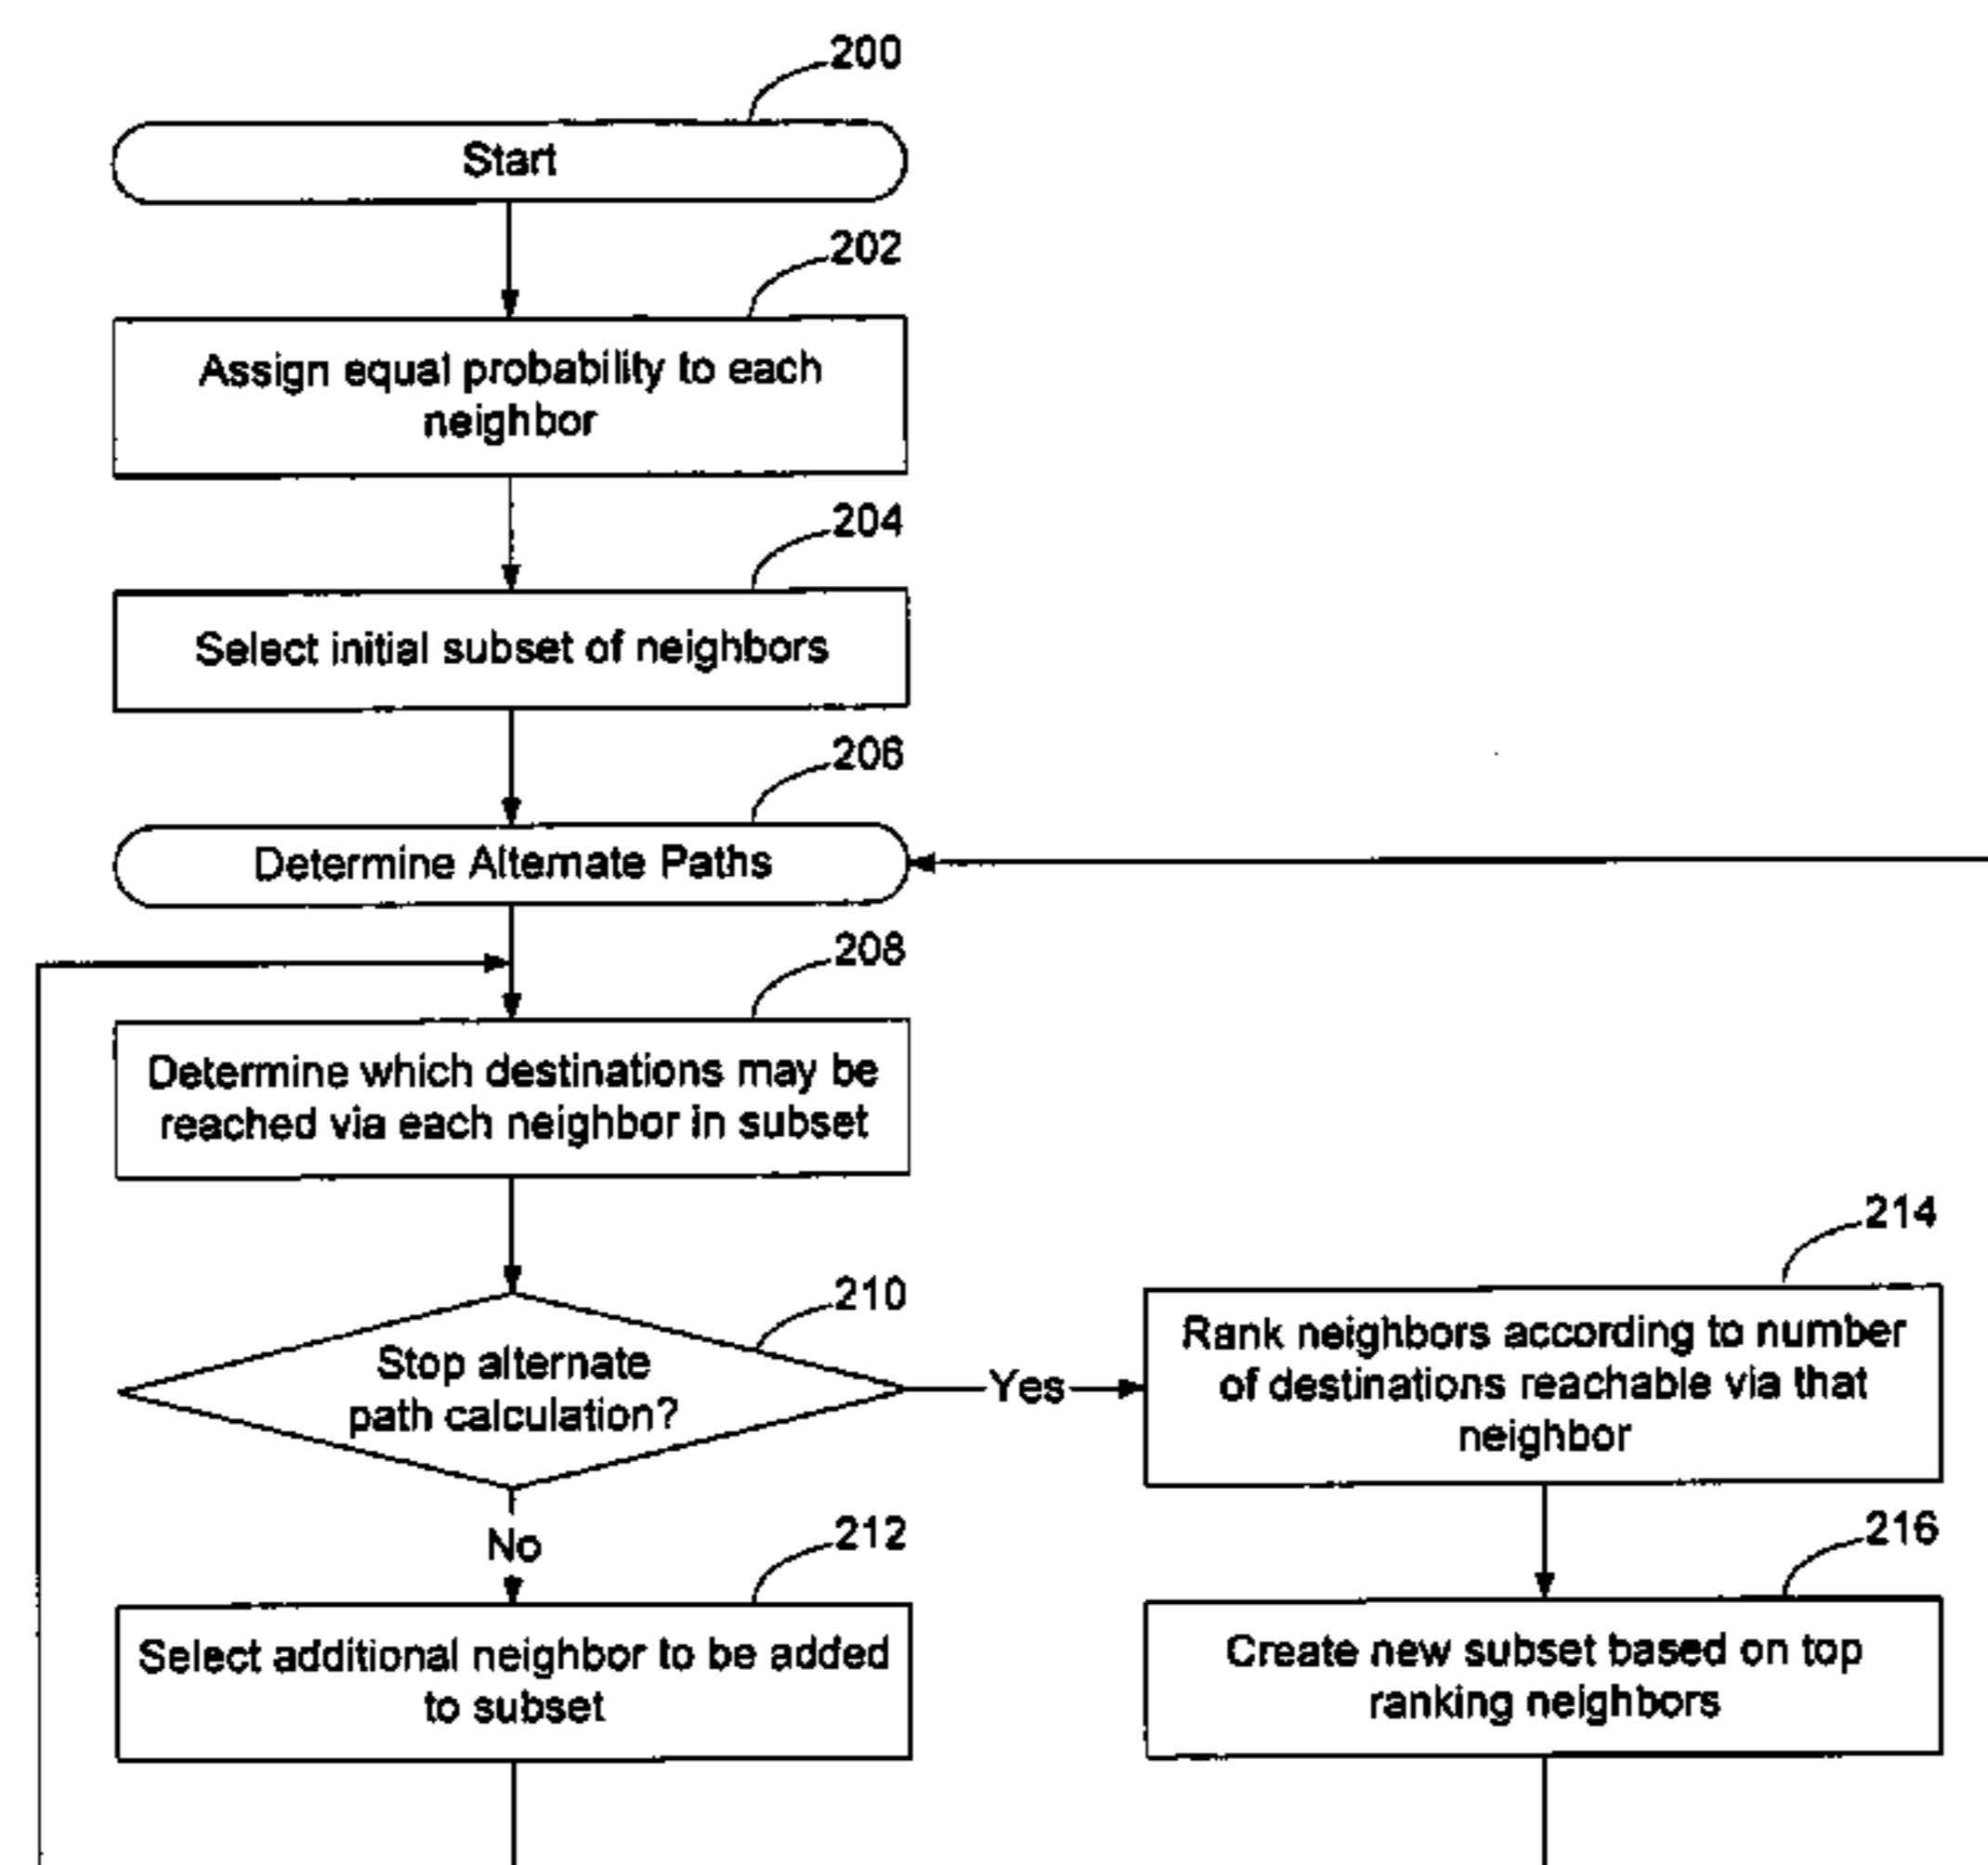 200
Start
202
Assign equal probability to each
neighbor
204
Select initial subset of neighbors
206
Determine Alternate Paths
208
Determine which destinations may be
reached via each neighbor in subset
210
Stop alternate
path calculation?
Yes
No
212
Select additional neighbor to be added
to subset
214
Rank neighbors according to number
of destinations reachable via that
neighbor
216
Create new subset based on top
ranking neighbors